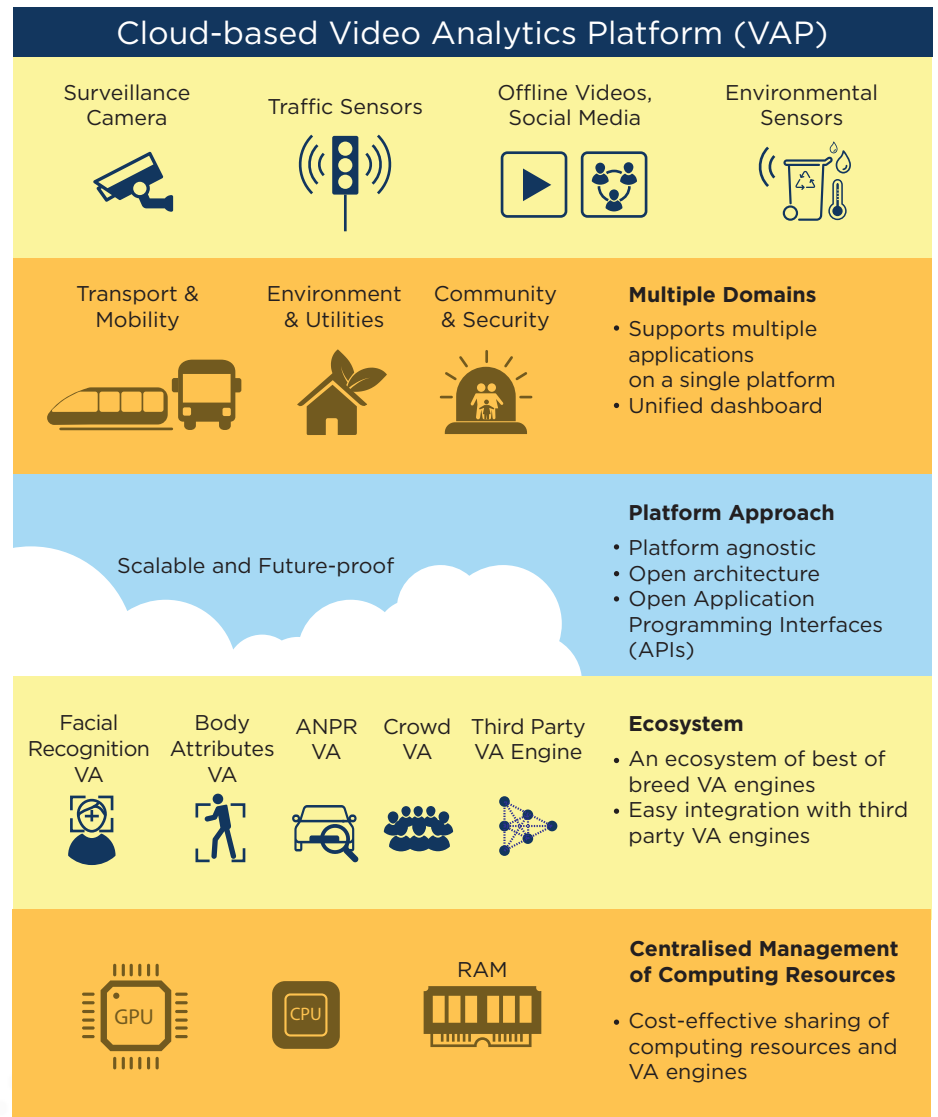 Cloud-based Video Analytics Platform (VAP)
Surveillance
Camera
Traffic Sensors
Offline Videos,
Social Media
Environmental
Sensors
Transport &
Mobility
Environment
& Utilities
Community
& Security
Multiple Domains
• Supports multiple
applications
on a single platform
• Unified dashboard
Scalable and Future-proof
Platform Approach
• Platform agnostic
• Open architecture
• Open Application
Programming Interfaces
(APIs)
Facial
Recognition
VA
Body
Attributes
VA
ANPR
VA
Crowd
VA
Third Party
VA Engine
Ecosystem
• An ecosystem of best of
breed VA engines
• Easy integration with third
party VA engines
GPU
CPU
RAM
Centralised Management
of Computing Resources
• Cost-effective sharing of
computing resources and
VA engines